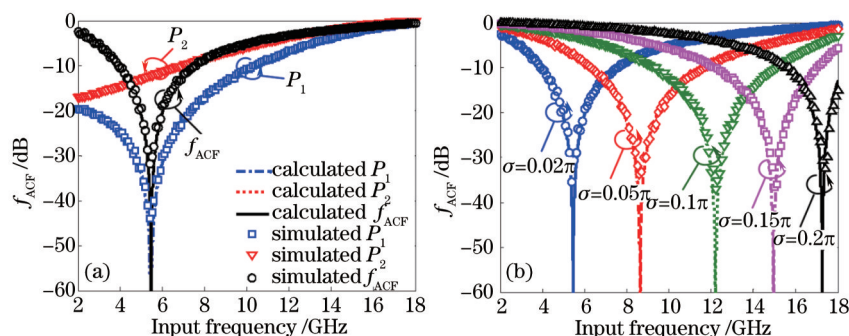 0
−10
−20
−30
−40
−50
−60
f_ACF /dB
P_2
P_1
f_ACF
calculated P_1
calculated P_2
calculated f_ACF
simulated P_1
simulated P_2
simulated f_ACF
(a)
2 4 6 8 10 12 14 16 18
Input frequency /GHz
0
−10
−20
−30
−40
−50
−60
f_ACF /dB
σ=0.02π
σ=0.05π
σ=0.1π
σ=0.15π
σ=0.2π
(b)
2 4 6 8 10 12 14 16 18
Input frequency /GHz